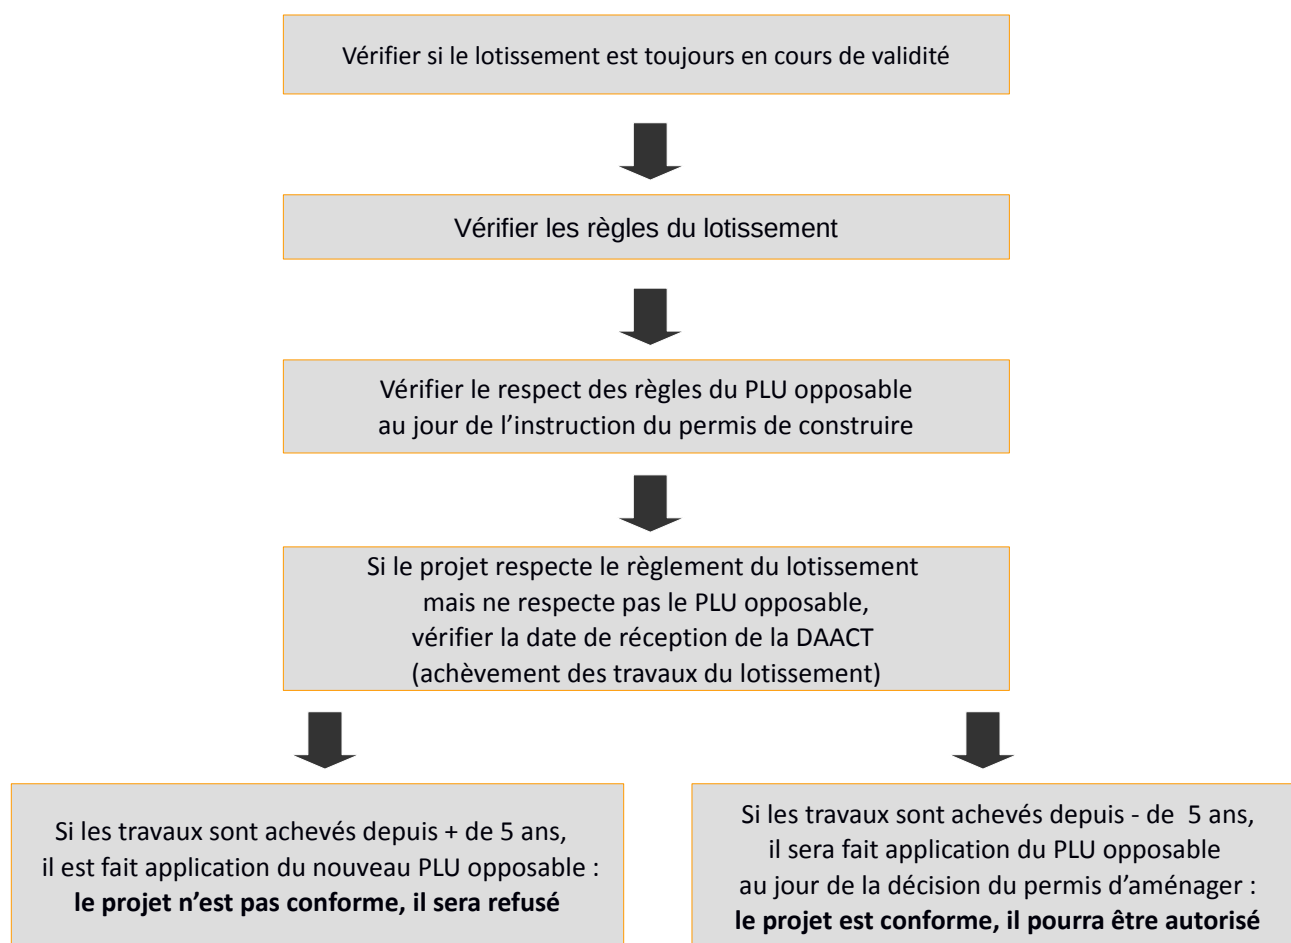 Vérifier si le lotissement est toujours en cours de validité
Vérifier les règles du lotissement
Vérifier le respect des règles du PLU opposable
au jour de l’instruction du permis de construire
Si le projet respecte le règlement du lotissement
mais ne respecte pas le PLU opposable,
vérifier la date de réception de la DAACT
(achèvement des travaux du lotissement)
Si les travaux sont achevés depuis + de 5 ans,
il est fait application du nouveau PLU opposable :
le projet n’est pas conforme, il sera refusé
Si les travaux sont achevés depuis - de 5 ans,
il sera fait application du PLU opposable
au jour de la décision du permis d’aménager :
le projet est conforme, il pourra être autorisé